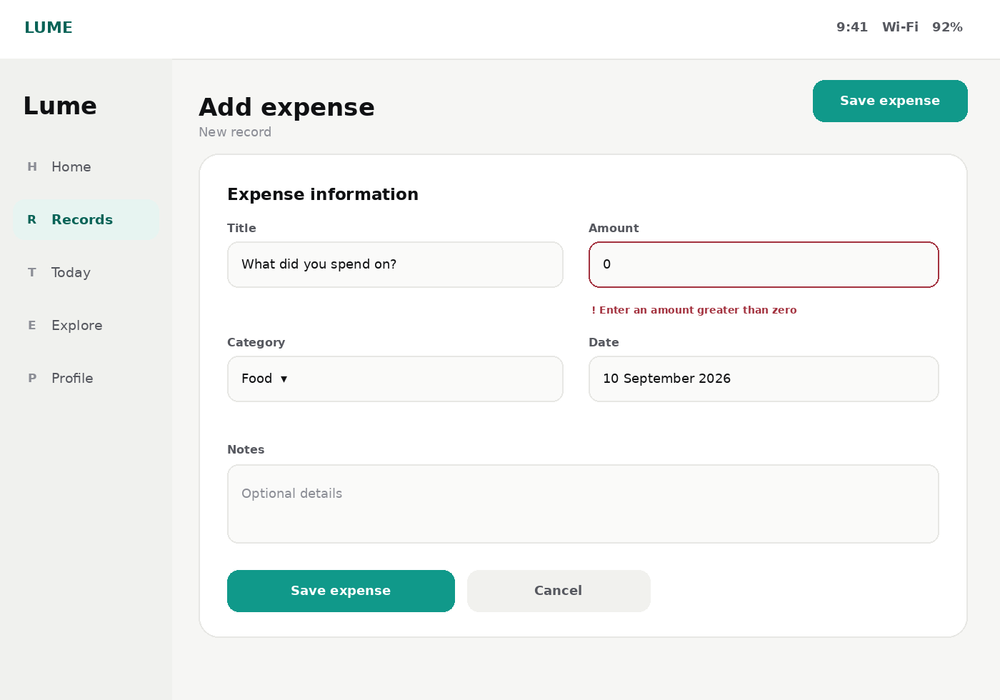 LUME
9:41 Wi-Fi 92%
Lume
H Home
R Records
T Today
E Explore
P Profile
Add expense
New record
Save expense
Expense information
Title
What did you spend on?
Amount
0
! Enter an amount greater than zero
Category
Food ▾
Date
10 September 2026
Notes
Optional details
Save expense
Cancel